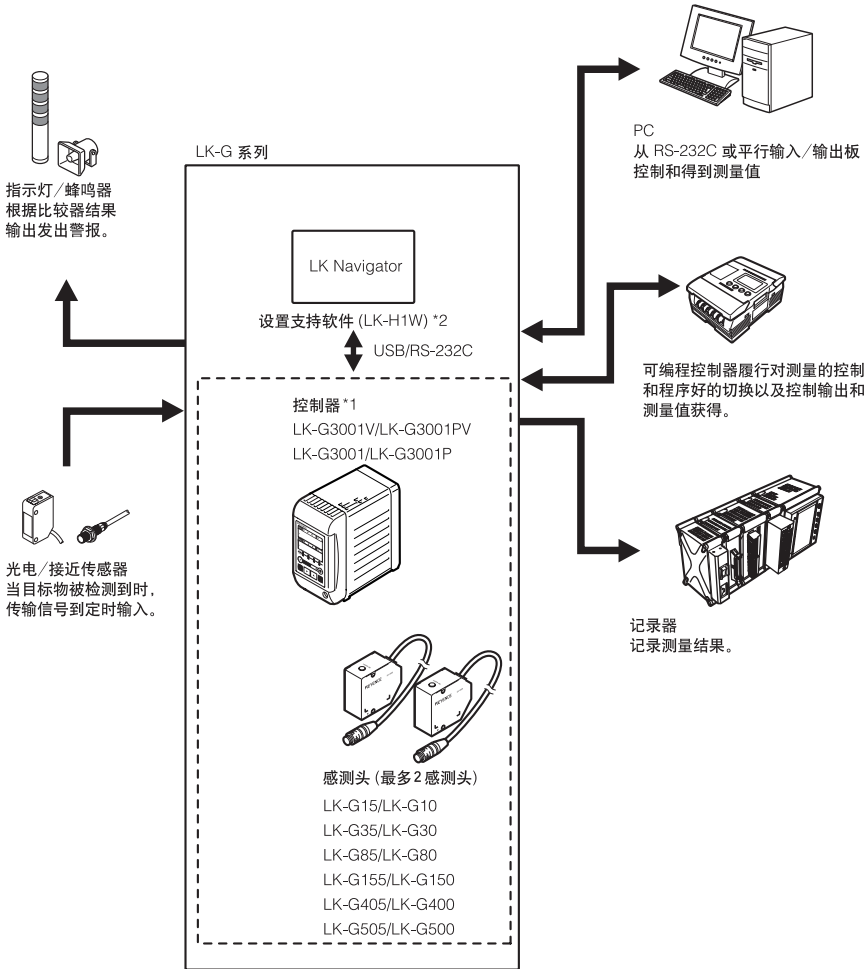 LK-G 系列
指示灯/蜂鸣器
根据比较器结果
输出发出警报。
PC
从 RS-232C 或平行输入/输出板
控制和得到测量值
LK Navigator
设置支持软件 (LK-H1W) *2
USB/RS-232C
可编程控制器履行对测量的控制
和程序好的切换以及控制输出和
测量值获得。
控制器*1
LK-G3001V/LK-G3001PV
LK-G3001/LK-G3001P
光电/接近传感器
当目标物被检测到时,
传输信号到定时输入。
记录器
记录测量结果。
KEYENCE
KEYENCE
感测头 (最多2感测头)
LK-G15/LK-G10
LK-G35/LK-G30
LK-G85/LK-G80
LK-G155/LK-G150
LK-G405/LK-G400
LK-G505/LK-G500